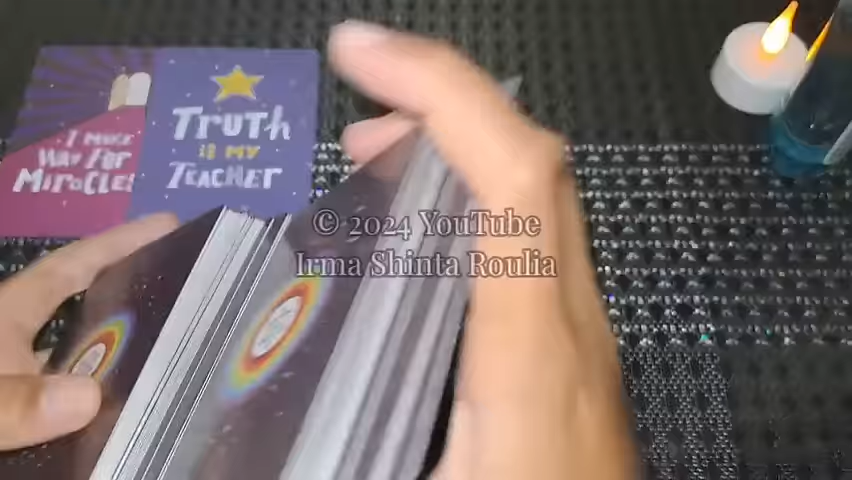 I MAKE
WAY FOR
MIRACLES
TRUTH
IS MY
TEACHER
© 2024 YouTube
Irma Shinta Roulia